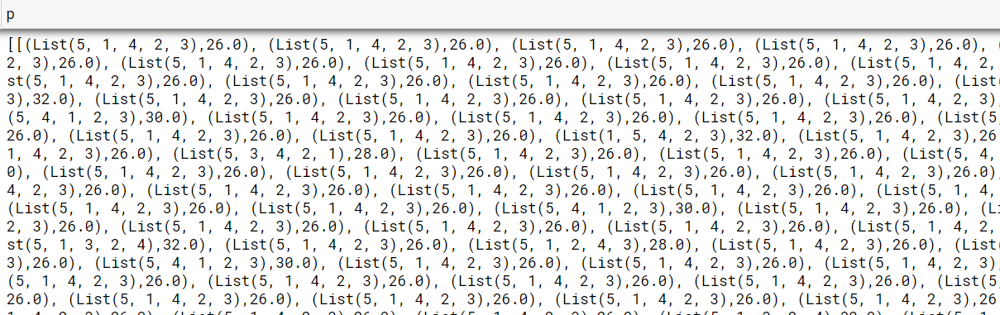 p
[[(List(5, 1, 4, 2, 3),26.0), (List(5, 1, 4, 2, 3),26.0), (List(5, 1, 4, 2, 3),26.0), (List(5, 1, 4, 2, 3),26.0), (
2, 3),26.0), (List(5, 1, 4, 2, 3),26.0), (List(5, 1, 4, 2, 3),26.0), (List(5, 1, 4, 2, 3),26.0), (List(5, 1, 4, 2,
st(5, 1, 4, 2, 3),26.0), (List(5, 1, 4, 2, 3),26.0), (List(5, 1, 4, 2, 3),26.0), (List(5, 1, 4, 2, 3),26.0), (List(
3),32.0), (List(5, 1, 4, 2, 3),26.0), (List(5, 1, 4, 2, 3),26.0), (List(5, 1, 4, 2, 3),26.0), (List(5, 1, 4, 2, 3),
(5, 4, 1, 2, 3),30.0), (List(5, 1, 4, 2, 3),26.0), (List(5, 1, 4, 2, 3),26.0), (List(5, 1, 4, 2, 3),26.0), (List(5,
26.0), (List(5, 1, 4, 2, 3),26.0), (List(5, 1, 4, 2, 3),26.0), (List(1, 5, 4, 2, 3),32.0), (List(5, 1, 4, 2, 3),26
1, 4, 2, 3),26.0), (List(5, 3, 4, 2, 1),28.0), (List(5, 1, 4, 2, 3),26.0), (List(5, 1, 4, 2, 3),26.0), (List(5, 4,
0), (List(5, 1, 4, 2, 3),26.0), (List(5, 1, 4, 2, 3),26.0), (List(5, 1, 4, 2, 3),26.0), (List(5, 1, 4, 2, 3),26.0),
4, 2, 3),26.0), (List(5, 1, 4, 2, 3),26.0), (List(5, 1, 4, 2, 3),26.0), (List(5, 1, 4, 2, 3),26.0), (List(5, 1, 4,
(List(5, 1, 4, 2, 3),26.0), (List(5, 1, 4, 2, 3),26.0), (List(5, 4, 1, 2, 3),30.0), (List(5, 1, 4, 2, 3),26.0), (Li
2, 3),26.0), (List(5, 1, 4, 2, 3),26.0), (List(5, 1, 4, 2, 3),26.0), (List(5, 1, 4, 2, 3),26.0), (List(5, 1, 4, 2,
st(5, 1, 3, 2, 4),32.0), (List(5, 1, 4, 2, 3),26.0), (List(5, 1, 2, 4, 3),28.0), (List(5, 1, 4, 2, 3),26.0), (List(
3),26.0), (List(5, 4, 1, 2, 3),30.0), (List(5, 1, 4, 2, 3),26.0), (List(5, 1, 4, 2, 3),26.0), (List(5, 1, 4, 2, 3),
(5, 1, 4, 2, 3),26.0), (List(5, 1, 4, 2, 3),26.0), (List(5, 1, 4, 2, 3),26.0), (List(5, 1, 4, 2, 3),26.0), (List(5,
26.0), (List(5, 1, 4, 2, 3),26.0), (List(5, 1, 4, 2, 3),26.0), (List(5, 1, 4, 2, 3),26.0), (List(5, 1, 4, 2, 3),26